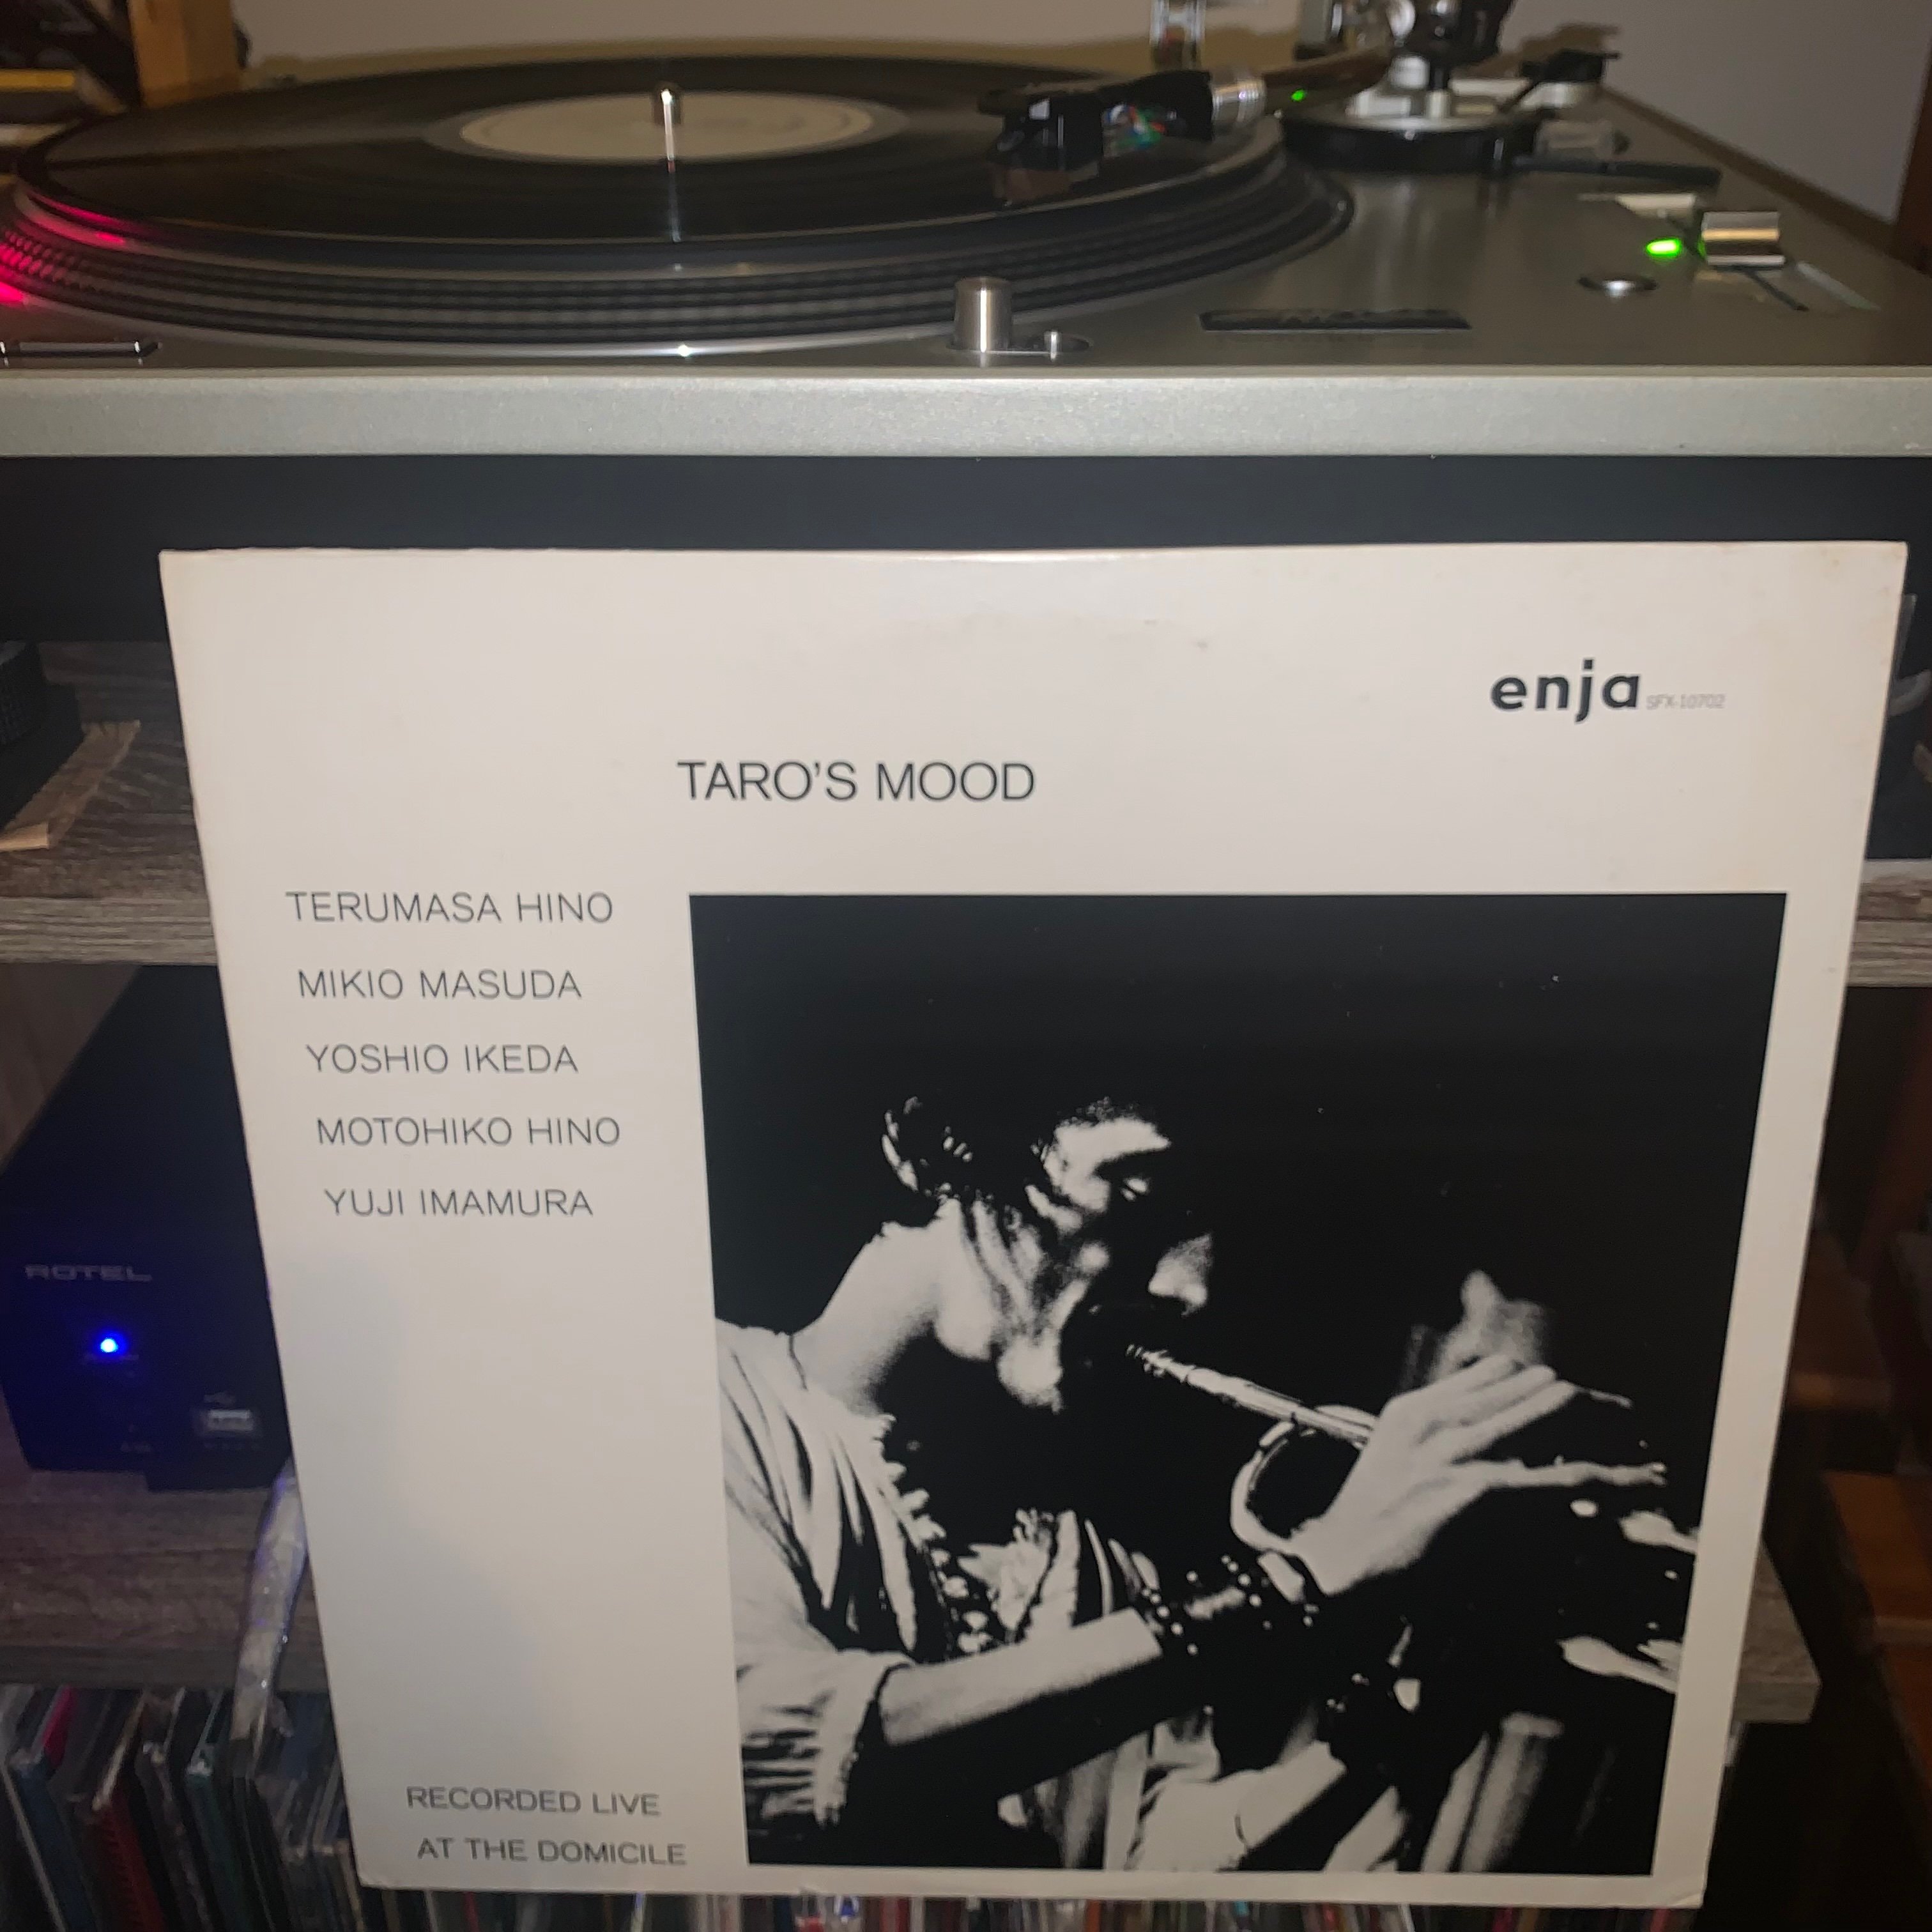 enja SFX-10702
TARO'S MOOD
TERUMASA HINO
MIKIO MASUDA
YOSHIO IKEDA
MOTOHIKO HINO
YUJI IMAMURA
ROTEL
RECORDED LIVE
AT THE DOMICILE